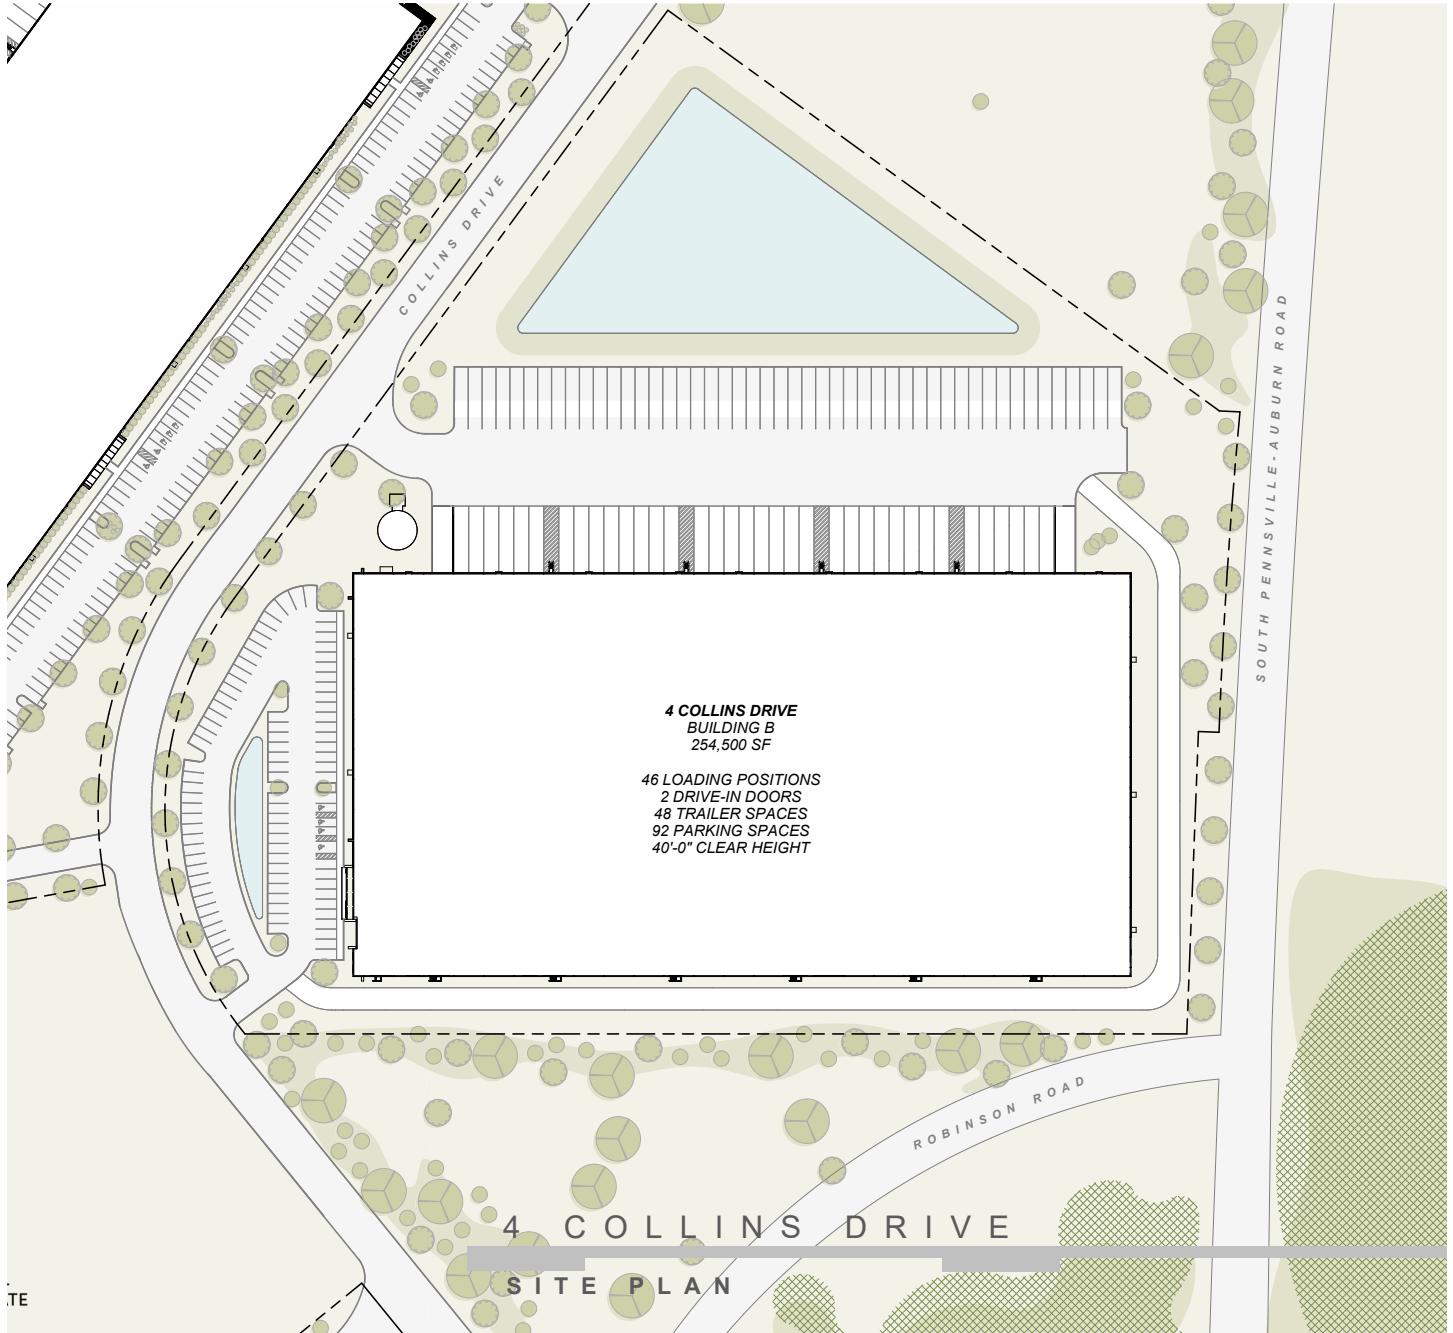 COLLINS DRIVE
SOUTH PENNSVILLE-AUBURN ROAD
4 COLLINS DRIVE
BUILDING B
254,500 SF
46 LOADING POSITIONS
2 DRIVE-IN DOORS
48 TRAILER SPACES
92 PARKING SPACES
40'-0" CLEAR HEIGHT
ROBINSON ROAD
4 COLLINS DRIVE
SITE PLAN
TE